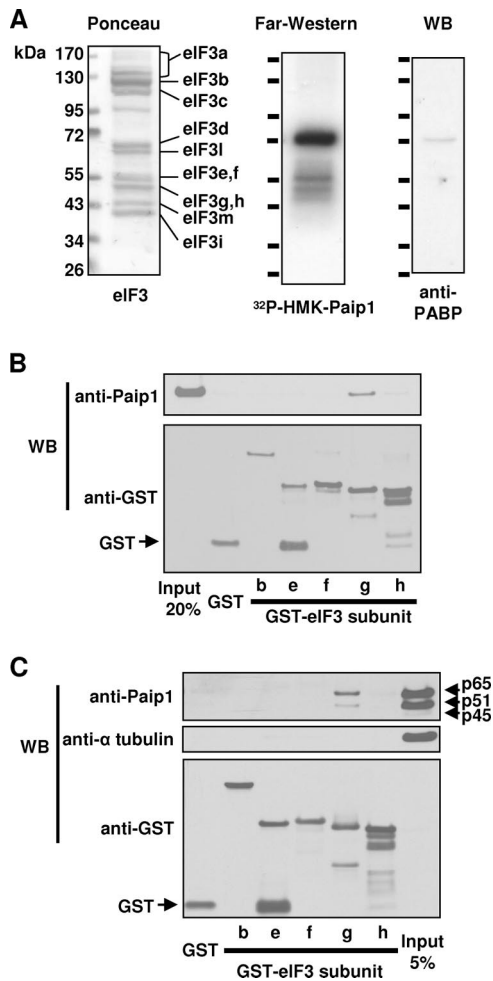 A
Ponceau
Far-Western
WB
kDa
170
130
95
72
55
43
34
26
eIF3a
eIF3b
eIF3c
eIF3d
eIF3l
eIF3e,f
eIF3g,h
eIF3m
eIF3i
eIF3
³²P-HMK-Paip1
anti-
PABP
B
WB
anti-Paip1
anti-GST
GST
Input
20%
GST
b e f g h
GST-eIF3 subunit
C
WB
anti-Paip1
p65
p51
p45
anti-α tubulin
anti-GST
GST
GST
b e f g h
Input
5%
GST-eIF3 subunit